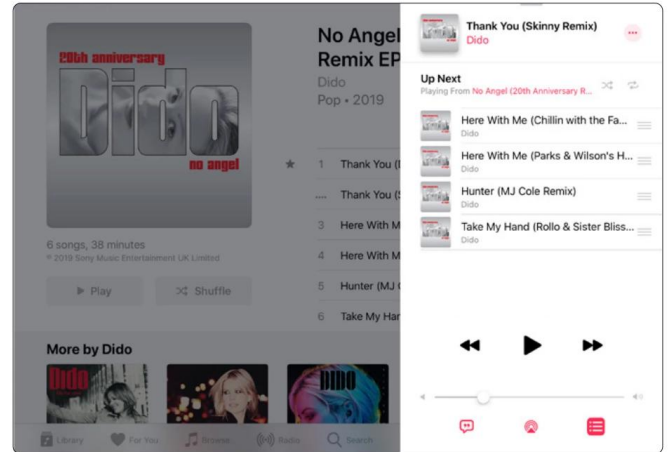 20th anniversary
Dido
no angel
6 songs, 38 minutes
℗ 2019 Sony Music Entertainment UK Limited
Play
Shuffle
No Angel
Remix EP
Dido
Pop • 2019
1 Thank You (
.... Thank You (S
3 Here With M
4 Here With M
5 Hunter (MJ C
6 Take My Har
More by Dido
Dido
DIDO
Library
For You
Browse
Radio
Search
Thank You (Skinny Remix)
Dido
Up Next
Playing From No Angel (20th Anniversary R...
Here With Me (Chillin with the Fa...
Dido
Here With Me (Parks & Wilson's H...
Dido
Hunter (MJ Cole Remix)
Dido
Take My Hand (Rollo & Sister Bliss...
Dido